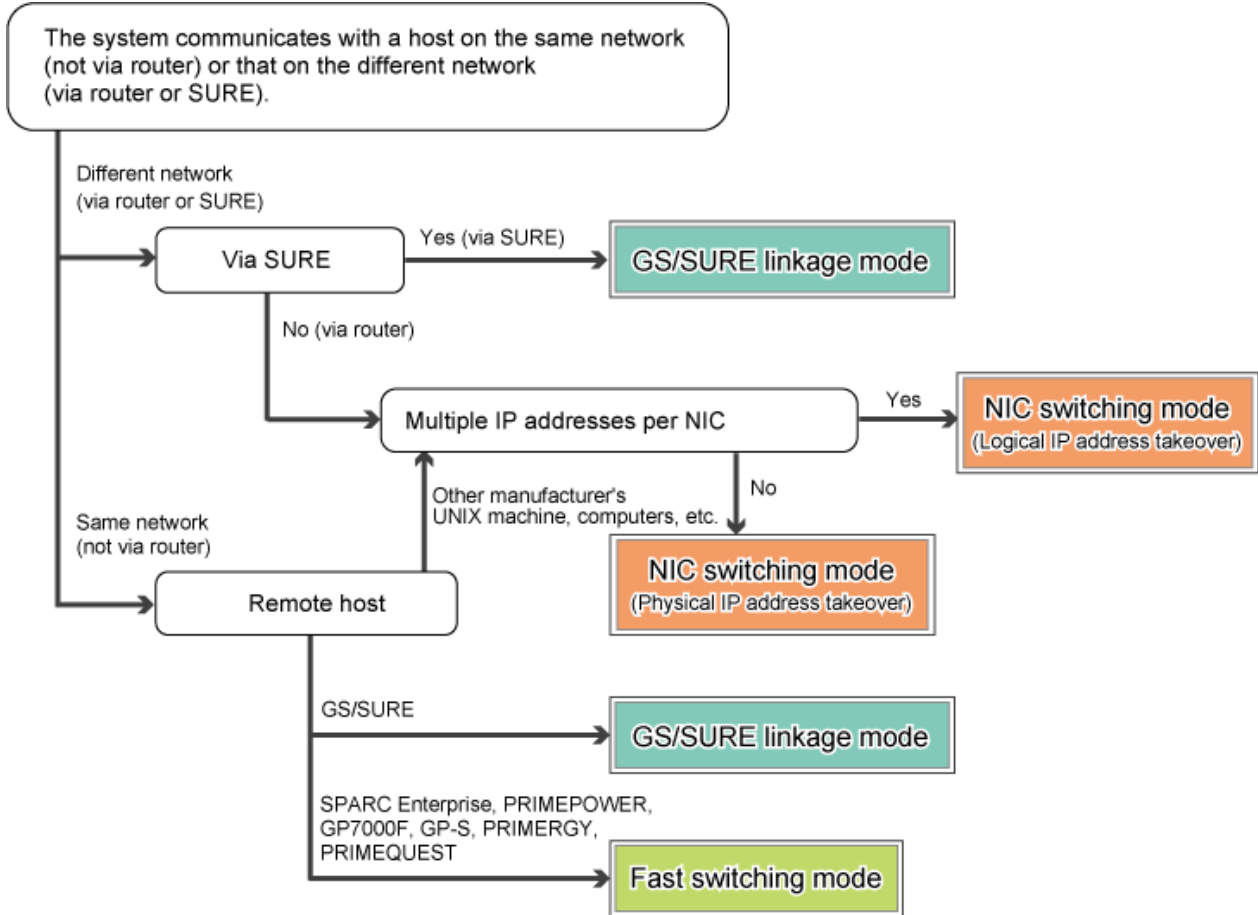 The system communicates with a host on the same network
(not via router) or that on the different network
(via router or SURE).
Different network
(via router or SURE)
Via SURE
Yes (via SURE)
GS/SURE linkage mode
No (via router)
Multiple IP addresses per NIC
Yes
NIC switching mode
(Logical IP address takeover)
No
Other manufacturer's
UNIX machine, computers, etc.
NIC switching mode
(Physical IP address takeover)
Same network
(not via router)
Remote host
GS/SURE
GS/SURE linkage mode
SPARC Enterprise, PRIMEPOWER,
GP7000F, GP-S, PRIMERGY,
PRIMEQUEST
Fast switching mode